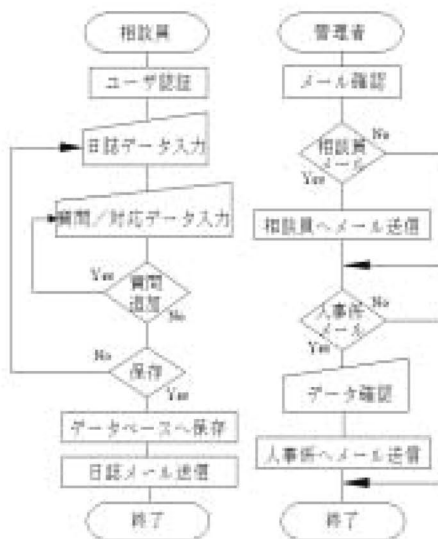 相談員
ユーザ認証
日誌データ入力
質問／対応データ入力
Yes
質問
追加
No
No
保存
Yes
データベースへ保存
日誌メール送信
終了
管理者
メール確認
No
相談員
メール
Yes
相談員へメール送信
No
人事所
メール
Yes
データ確認
人事所へメール送信
終了